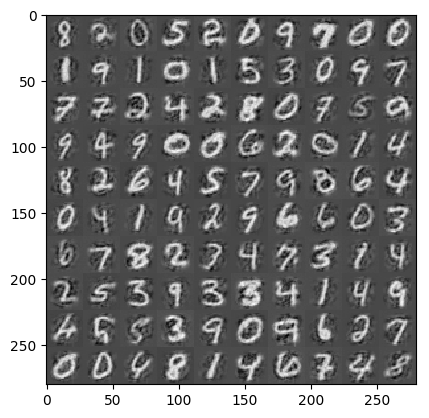 0
8 2 0 5 2 0 9 7 0 0
1 9 1 0 1 5 3 0 9 7
50
7 7 2 4 2 8 0 7 5 9
9 4 9 0 0 6 2 0 1 4
100
8 2 6 4 5 7 9 8 6 4
150
0 4 1 9 2 9 6 6 0 3
6 7 8 2 7 4 7 3 1 4
200
2 5 3 9 3 3 4 1 4 9
4 5 5 3 9 0 9 6 2 7
250
0 0 4 8 1 4 6 7 4 8
0 50 100 150 200 250